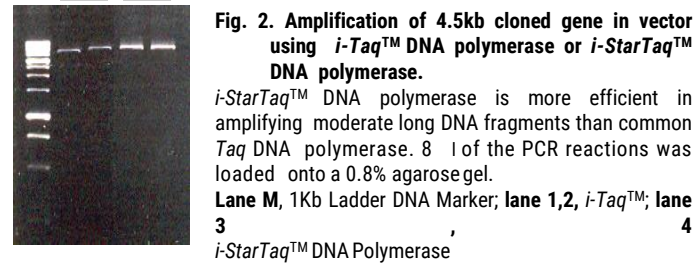 Fig. 2. Amplification of 4.5kb cloned gene in vector
using i-Taq™ DNA polymerase or i-StarTaq™
DNA polymerase.
i-StarTaq™ DNA polymerase is more efficient in
amplifying moderate long DNA fragments than common
Taq DNA polymerase. 8 l of the PCR reactions was
loaded onto a 0.8% agarose gel.
Lane M, 1Kb Ladder DNA Marker; lane 1,2, i-Taq™; lane
3 , 4
i-StarTaq™ DNA Polymerase